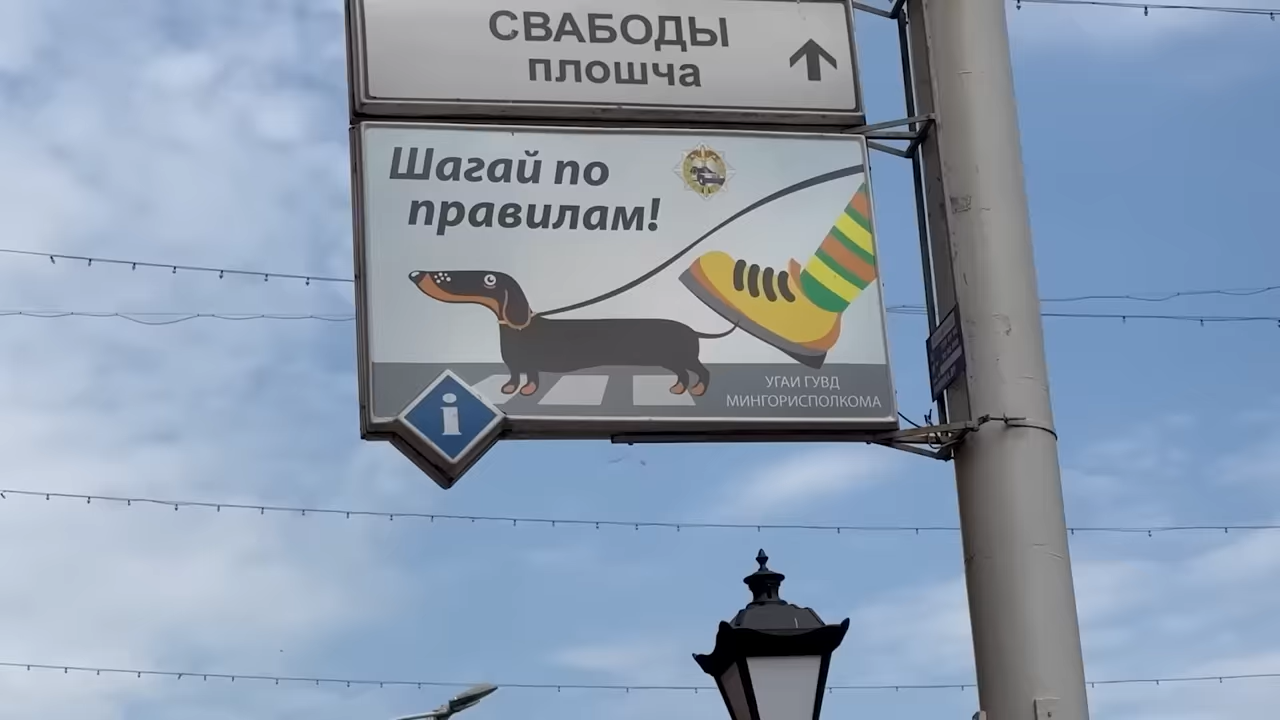 СВАБОДЫ
плошча
Шагай по
правилам!
УГАИ ГУВД
МИНГОРИСПОЛКОМА
i